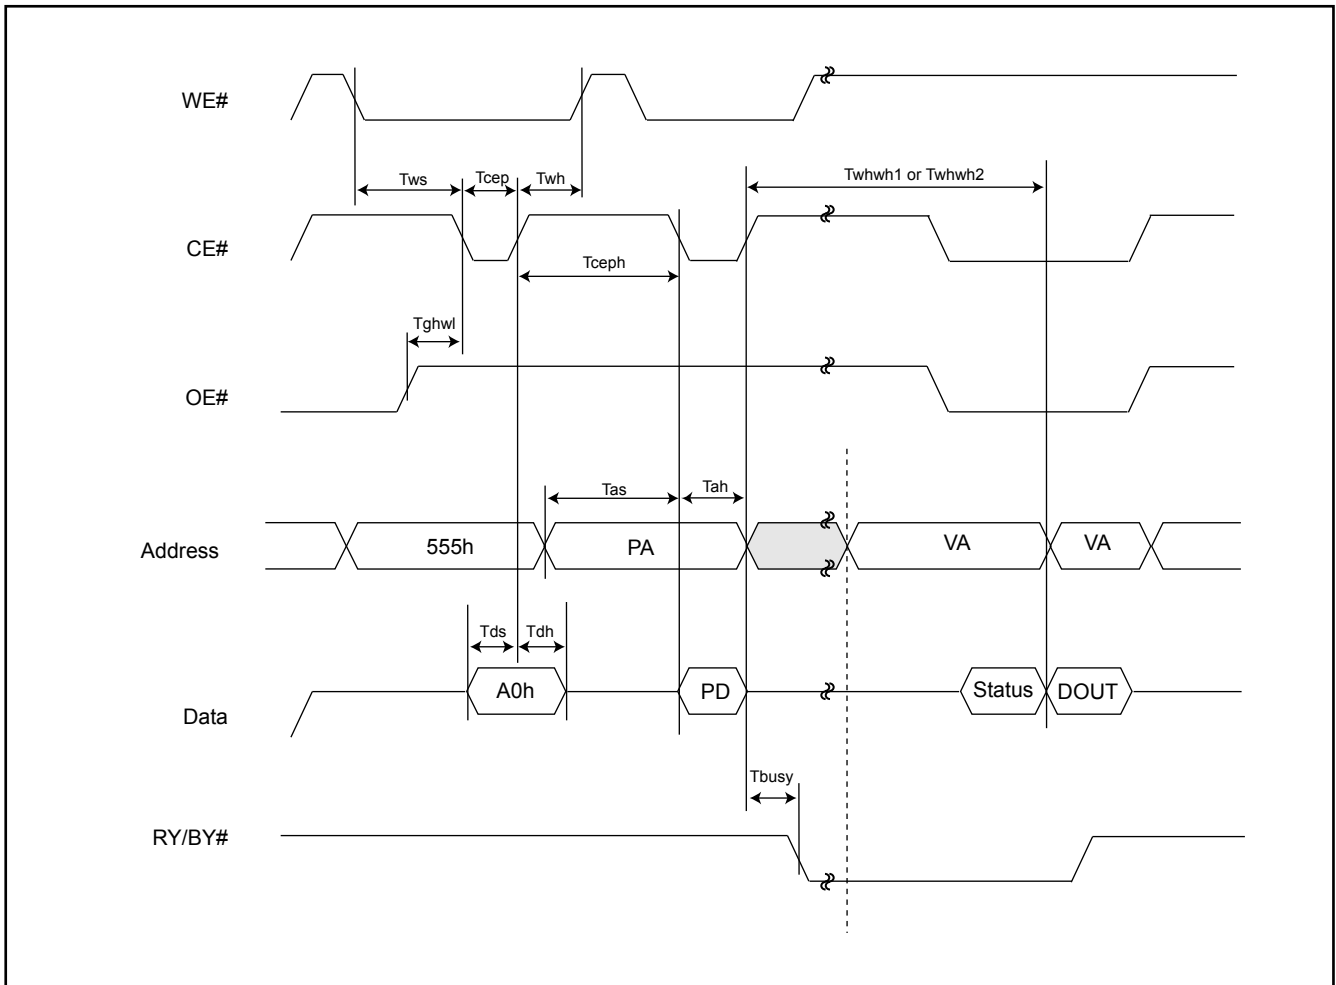 WE#
Tws
Tcep
Twh
Twhwh1 or Twhwh2
CE#
Tceph
Tghwl
OE#
Tas
Tah
Address
555h
PA
VA
VA
Tds
Tdh
Data
A0h
PD
Status
DOUT
Tbusy
RY/BY#